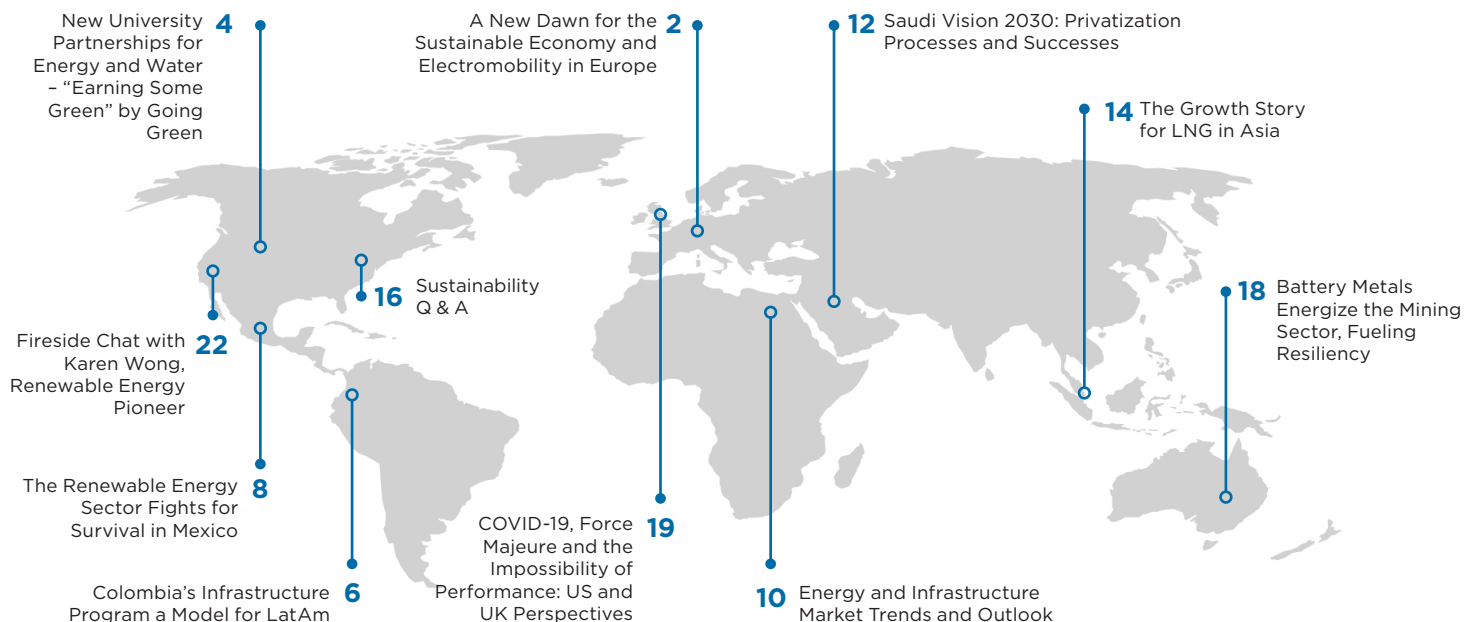 New University
Partnerships for
Energy and Water
– “Earning Some
Green” by Going
Green
4
A New Dawn for the
Sustainable Economy and
Electromobility in Europe
2
12
Saudi Vision 2030: Privatization
Processes and Successes
14
The Growth Story
for LNG in Asia
16
Sustainability
Q & A
18
Battery Metals
Energize the Mining
Sector, Fueling
Resiliency
Fireside Chat with
Karen Wong,
Renewable Energy
Pioneer
22
The Renewable Energy
Sector Fights for
Survival in Mexico
8
COVID-19, Force
Majeure and the
Impossibility of
Performance: US and
UK Perspectives
19
Colombia’s Infrastructure
Program a Model for LatAm
6
10
Energy and Infrastructure
Market Trends and Outlook